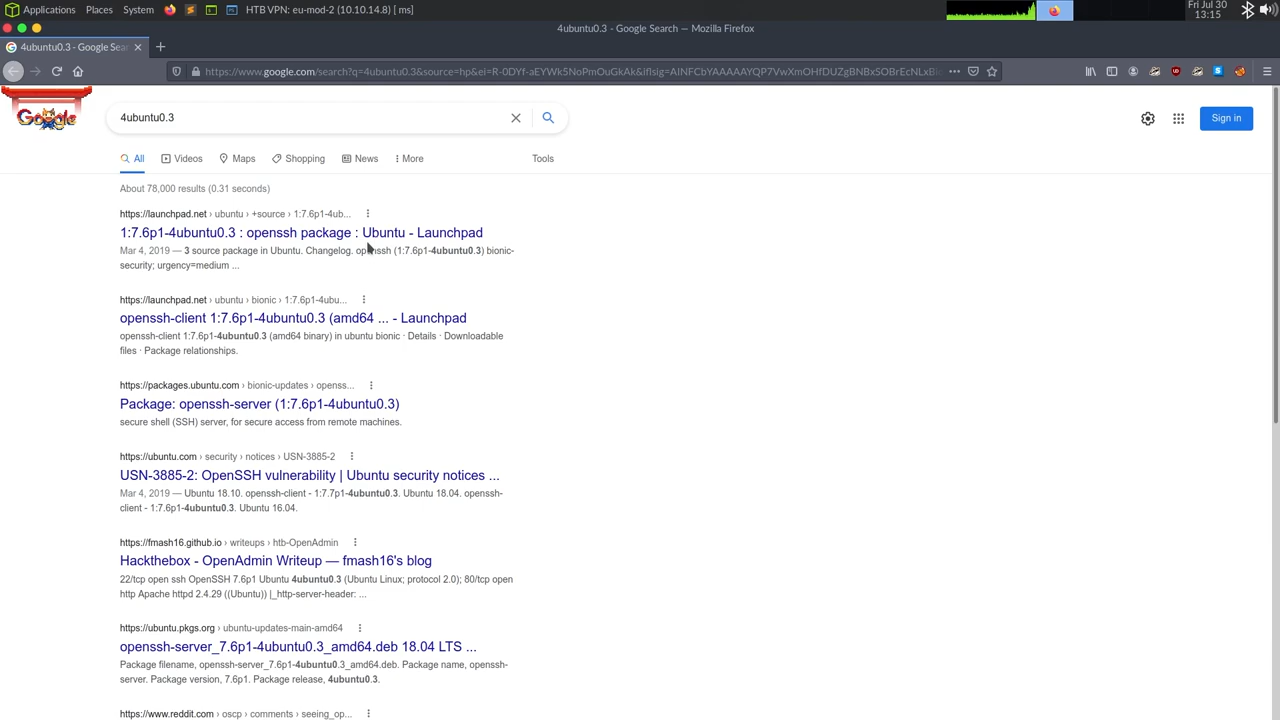 Applications Places System HTB VPN: eu-mod-2 (10.10.14.8) [ms] Fri Jul 30
13:15
4ubuntu0.3 - Google Search — Mozilla Firefox
4ubuntu0.3 - Google Sear
Google
4ubuntu0.3
Sign in
All Videos Maps Shopping News More Tools
About 78,000 results (0.31 seconds)
https://launchpad.net › ubuntu › +source › 1:7.6p1-4ub...
1:7.6p1-4ubuntu0.3 : openssh package : Ubuntu - Launchpad
Mar 4, 2019 — 3 source package in Ubuntu. Changelog. openssh (1:7.6p1-4ubuntu0.3) bionic-
security; urgency=medium ...
https://launchpad.net › ubuntu › bionic › 1:7.6p1-4ubu...
openssh-client 1:7.6p1-4ubuntu0.3 (amd64 ... - Launchpad
openssh-client 1:7.6p1-4ubuntu0.3 (amd64 binary) in ubuntu bionic · Details · Downloadable
files · Package relationships.
https://packages.ubuntu.com › bionic-updates › openss...
Package: openssh-server (1:7.6p1-4ubuntu0.3)
secure shell (SSH) server, for secure access from remote machines.
https://ubuntu.com › security › notices › USN-3885-2
USN-3885-2: OpenSSH vulnerability | Ubuntu security notices ...
Mar 4, 2019 — Ubuntu 18.10. openssh-client - 1:7.7p1-4ubuntu0.3. Ubuntu 18.04. openssh-
client - 1:7.6p1-4ubuntu0.3. Ubuntu 16.04.
https://fmash16.github.io › writeups › htb-OpenAdmin
Hackthebox - OpenAdmin Writeup — fmash16's blog
22/tcp open ssh OpenSSH 7.6p1 Ubuntu 4ubuntu0.3 (Ubuntu Linux; protocol 2.0); 80/tcp open
http Apache httpd 2.4.29 ((Ubuntu)) |_http-server-header: ...
https://ubuntu.pkgs.org › ubuntu-updates-main-amd64
openssh-server_7.6p1-4ubuntu0.3_amd64.deb 18.04 LTS ...
Package filename, openssh-server_7.6p1-4ubuntu0.3_amd64.deb. Package name, openssh-
server. Package version, 7.6p1. Package release, 4ubuntu0.3.
https://www.reddit.com › oscp › comments › seeing_op...